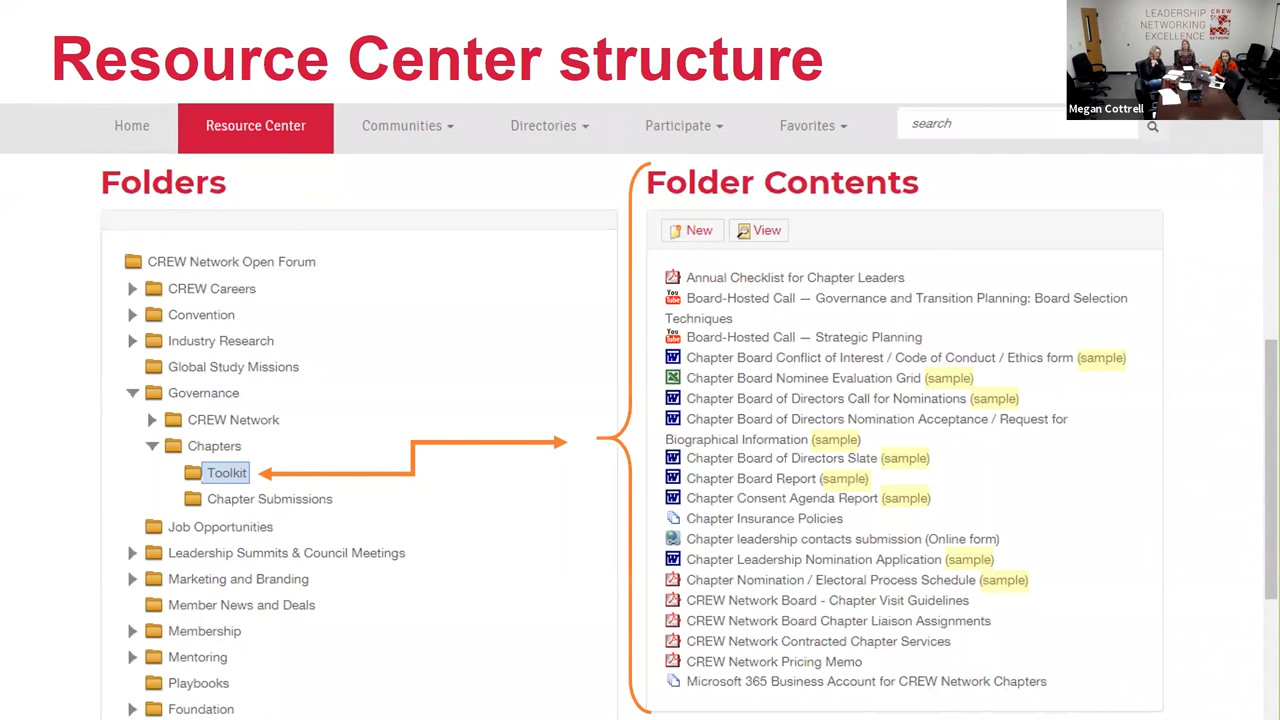 Resource Center structure
LEADERSHIP
NETWORKING
EXCELLENCE
CREW
NETWORK
Megan Cottrell
Home
Resource Center
Communities
Directories
Participate
Favorites
search
Folders
CREW Network Open Forum
CREW Careers
Convention
Industry Research
Global Study Missions
Governance
CREW Network
Chapters
Toolkit
Chapter Submissions
Job Opportunities
Leadership Summits & Council Meetings
Marketing and Branding
Member News and Deals
Membership
Mentoring
Playbooks
Foundation
Folder Contents
New
View
Annual Checklist for Chapter Leaders
You
Tube
Board-Hosted Call — Governance and Transition Planning: Board Selection
Techniques
You
Tube
Board-Hosted Call — Strategic Planning
W Chapter Board Conflict of Interest / Code of Conduct / Ethics form (sample)
Chapter Board Nominee Evaluation Grid (sample)
W Chapter Board of Directors Call for Nominations (sample)
W Chapter Board of Directors Nomination Acceptance / Request for
Biographical Information (sample)
W Chapter Board of Directors Slate (sample)
W Chapter Board Report (sample)
W Chapter Consent Agenda Report (sample)
Chapter Insurance Policies
Chapter leadership contacts submission (Online form)
W Chapter Leadership Nomination Application (sample)
Chapter Nomination / Electoral Process Schedule (sample)
CREW Network Board - Chapter Visit Guidelines
CREW Network Board Chapter Liaison Assignments
CREW Network Contracted Chapter Services
CREW Network Pricing Memo
Microsoft 365 Business Account for CREW Network Chapters